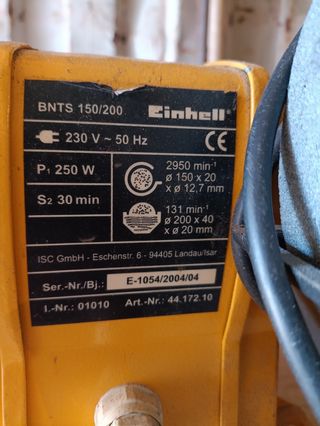 BNTS 150/200 Einhell
230 V ~ 50 Hz CE
P1 250 W
2950 min-1
ø 150 x 20
x ø 12,7 mm
S2 30 min
131 min-1
ø 200 x 40
x ø 20 mm
ISC GmbH - Eschenstr. 6 - 94405 Landau/Isar
Ser.-Nr./Bj.: E-1054/2004/04
I.-Nr.: 01010 Art.-Nr.: 44.172.10